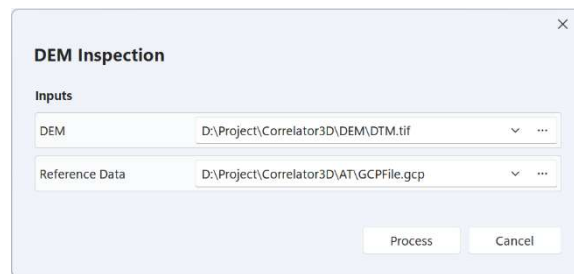 DEM Inspection
Inputs
DEM D:\Project\Correlator3D\DEM\DTM.tif ...
Reference Data D:\Project\Correlator3D\AT\GCPFile.gcp ...
Process Cancel